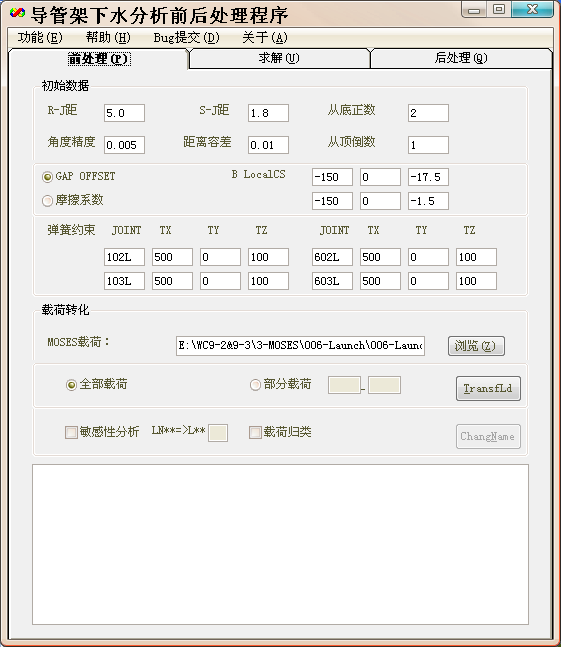 导管架下水分析前后处理程序
功能(E) 帮助(H) Bug提交(D) 关于(A)
前处理(P) 求解(U) 后处理(Q)
初始数据
R-J距 5.0 S-J距 1.8 从底正数 2
角度精度 0.005 距离容差 0.01 从顶倒数 1
GAP OFFSET B LocalCS -150 0 -17.5
摩擦系数 -150 0 -1.5
弹簧约束 JOINT TX TY TZ JOINT TX TY TZ
102L 500 0 100 602L 500 0 100
103L 500 0 100 603L 500 0 100
载荷转化
MOSES载荷： E:\WC9-2&9-3\3-MOSES\006-Launch\006-Laun 浏览(Z)
全部载荷 部分载荷 - TransfLd
敏感性分析 LN**=>L** 载荷归类 ChangName